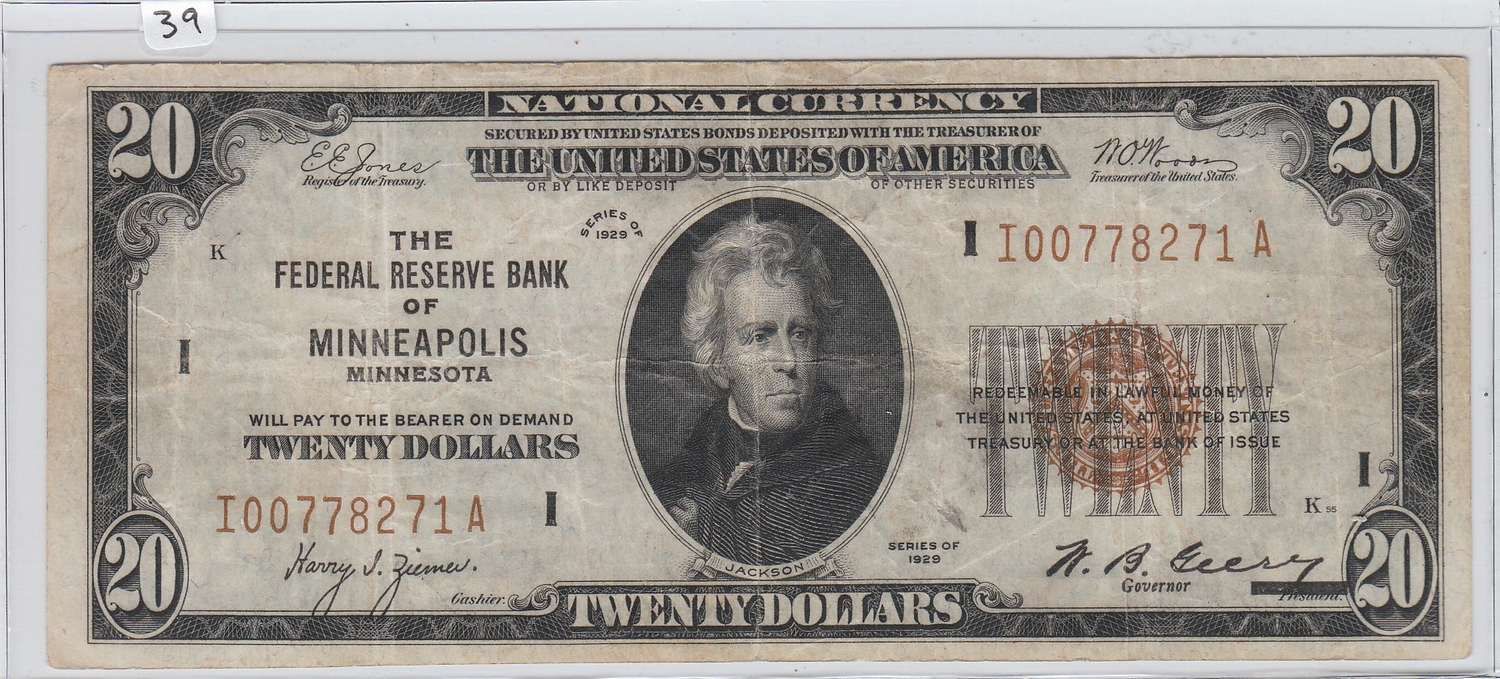 39
20 NATIONAL CURRENCY 20
SECURED BY UNITED STATES BONDS DEPOSITED WITH THE TREASURER OF
THE UNITED STATES OF AMERICA
OR BY LIKE DEPOSIT OF OTHER SECURITIES
E E Jones
Register of the Treasury.
W O Woods
Treasurer of the United States.
SERIES OF
1929
I I00778271 A
K
THE
FEDERAL RESERVE BANK
OF
MINNEAPOLIS
MINNESOTA
I
WILL PAY TO THE BEARER ON DEMAND
TWENTY DOLLARS
TWENTY
REDEEMABLE IN LAWFUL MONEY OF
THE UNITED STATES, AT UNITED STATES
TREASURY OR AT THE BANK OF ISSUE
I
K 55
I00778271 A I
Harry I. Ziemer.
Cashier.
JACKSON
SERIES OF
1929
W. B. Geery
Governor
President.
20 TWENTY DOLLARS 20